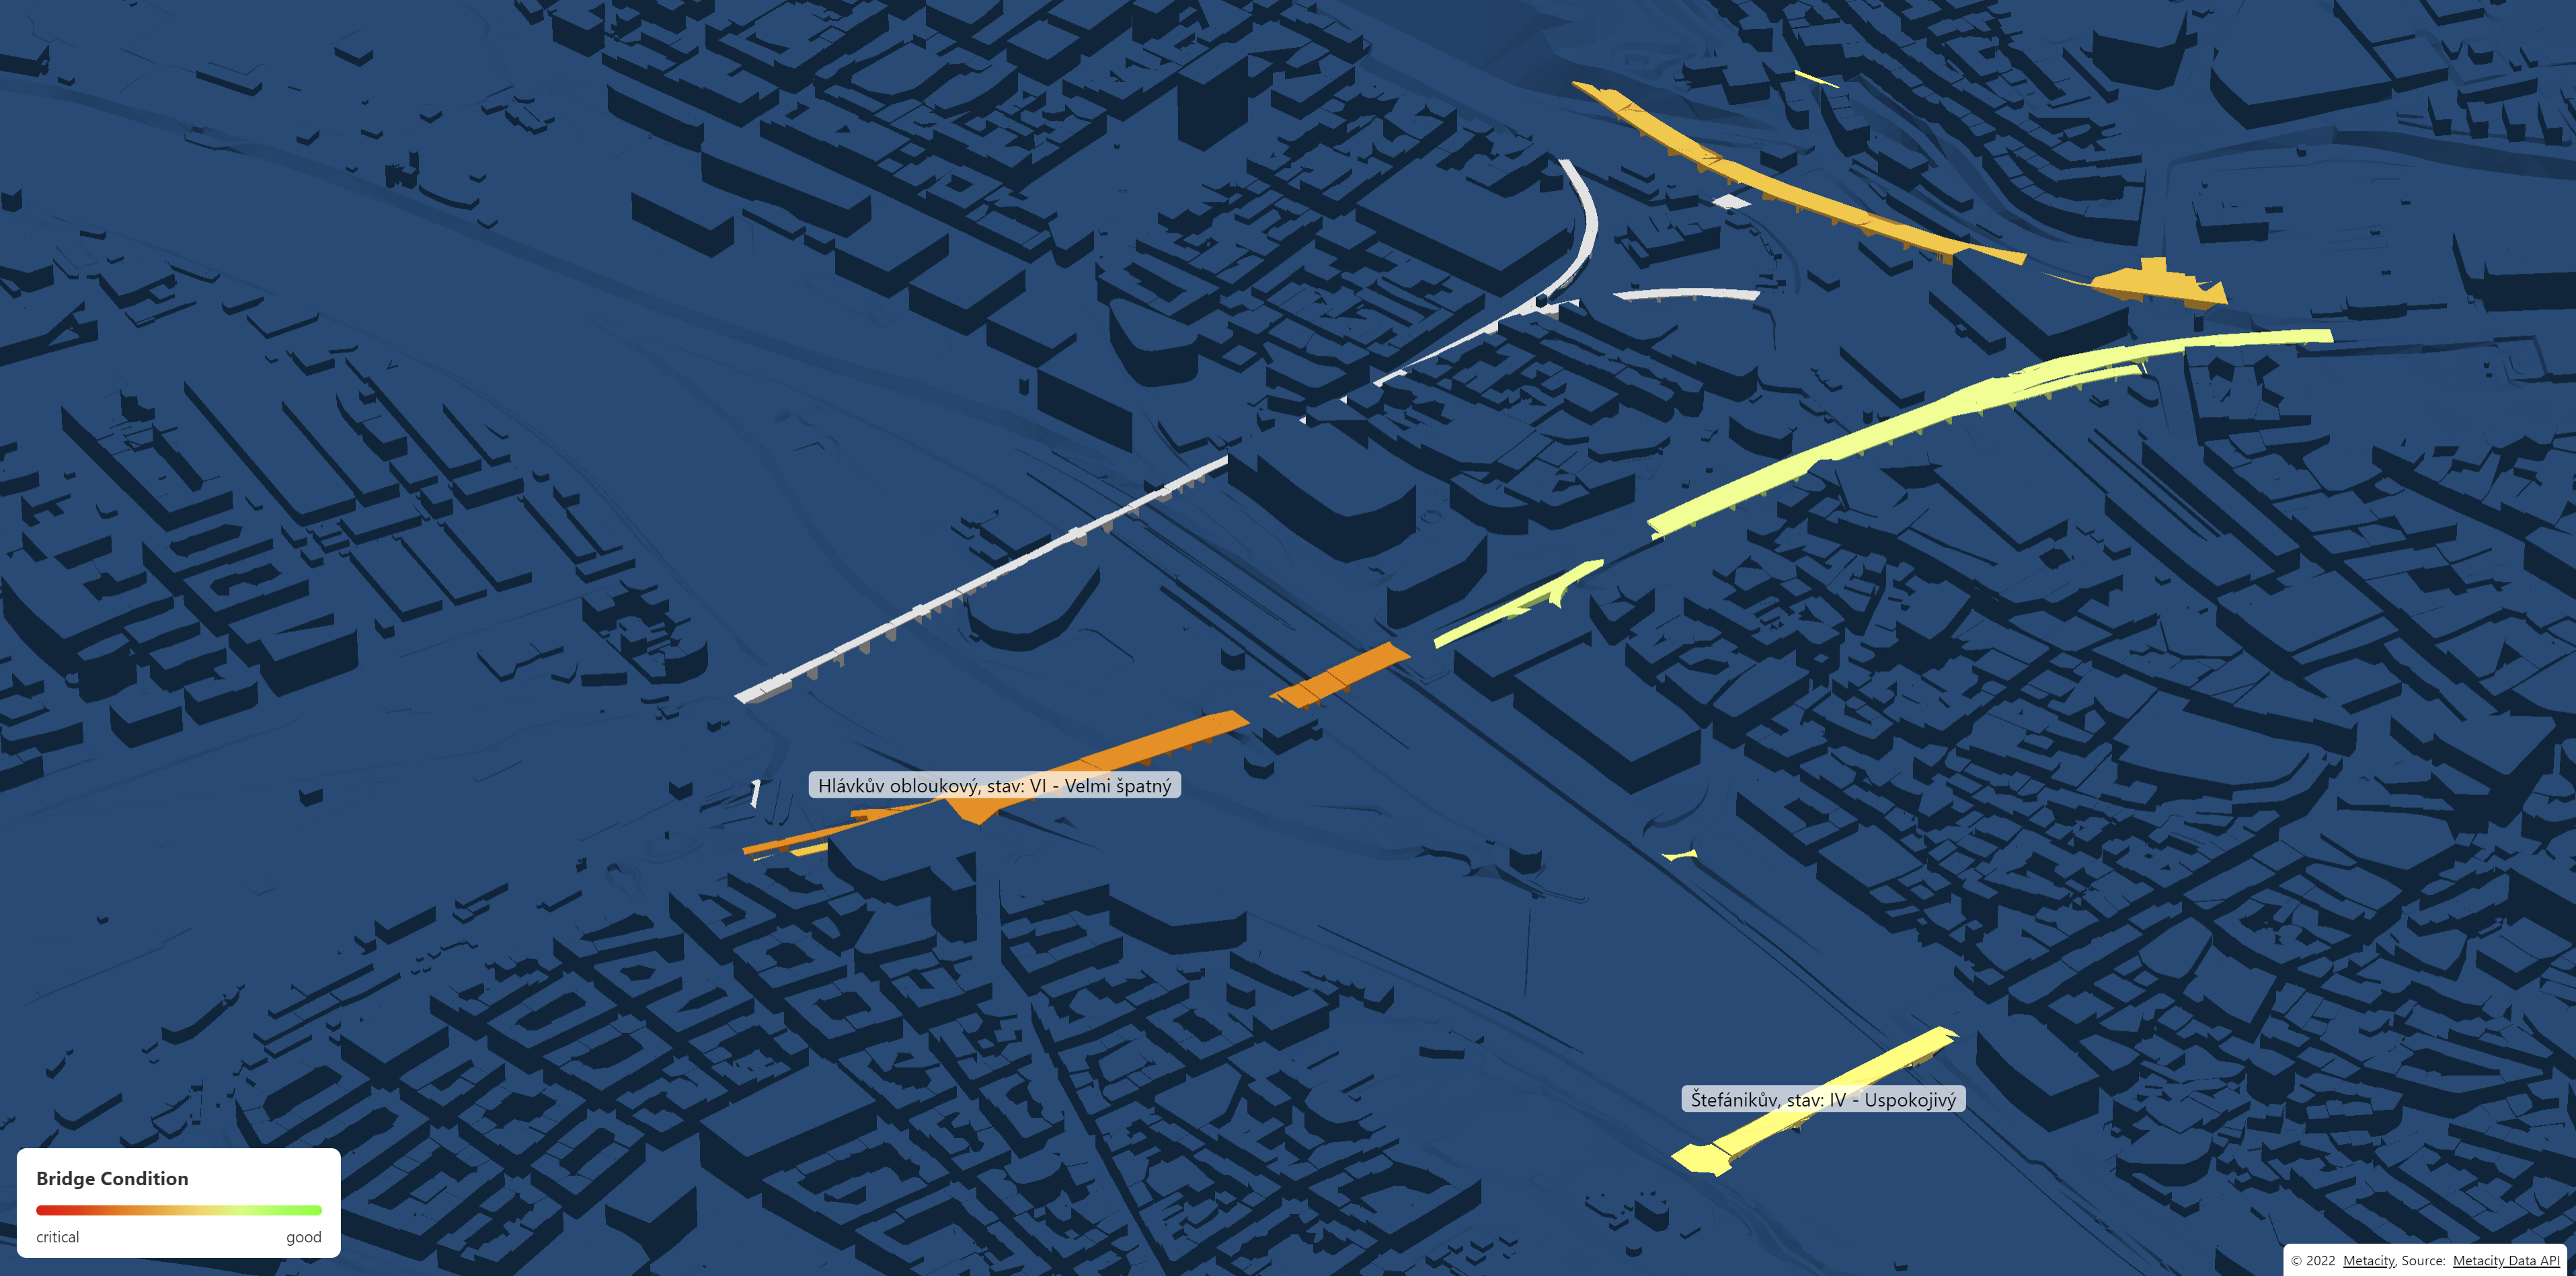 Hlávkův obloukový, stav: VI - Velmi špatný
Štefánikův, stav: IV - Uspokojivý
Bridge Condition
critical good
© 2022 Metacity, Source: Metacity Data API